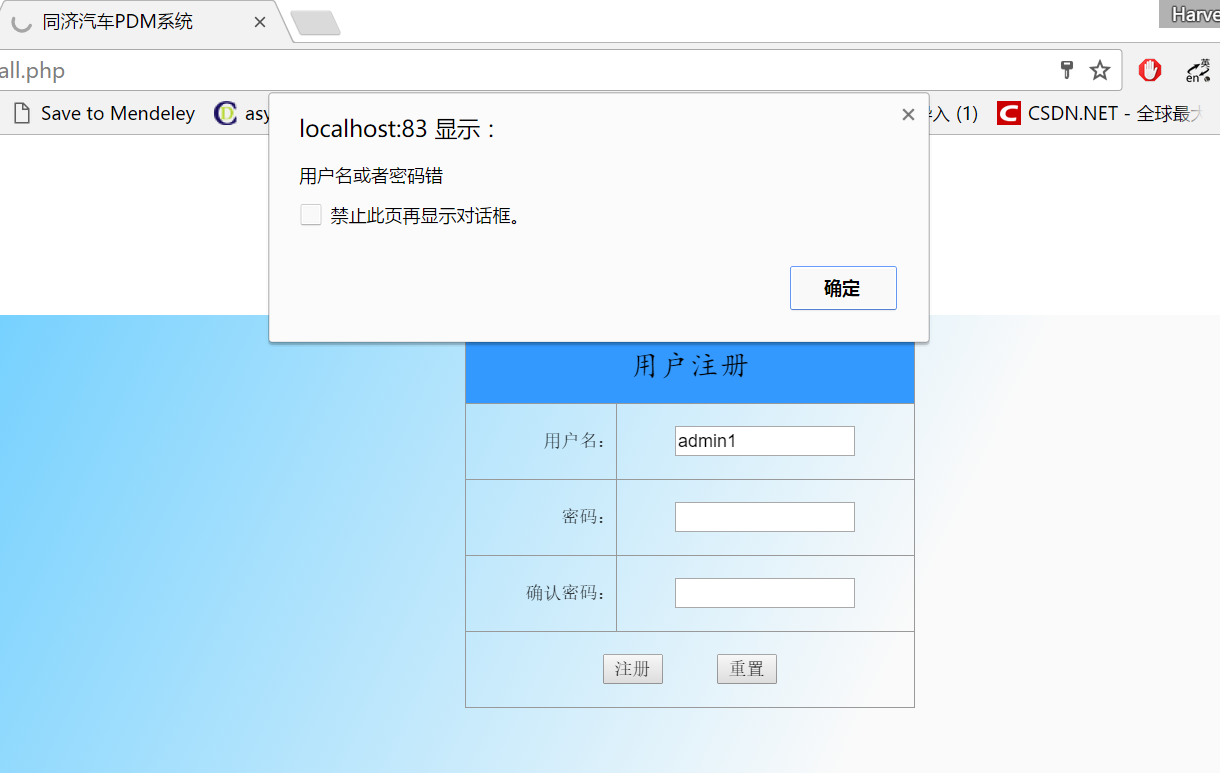 同济汽车PDM系统
Harve
all.php
英
en
Save to Mendeley
asy
入 (1)
CSDN.NET - 全球最大
localhost:83 显示：
用户名或者密码错
禁止此页再显示对话框。
确定
用户注册
用户名：
admin1
密码：
确认密码：
注册
重置